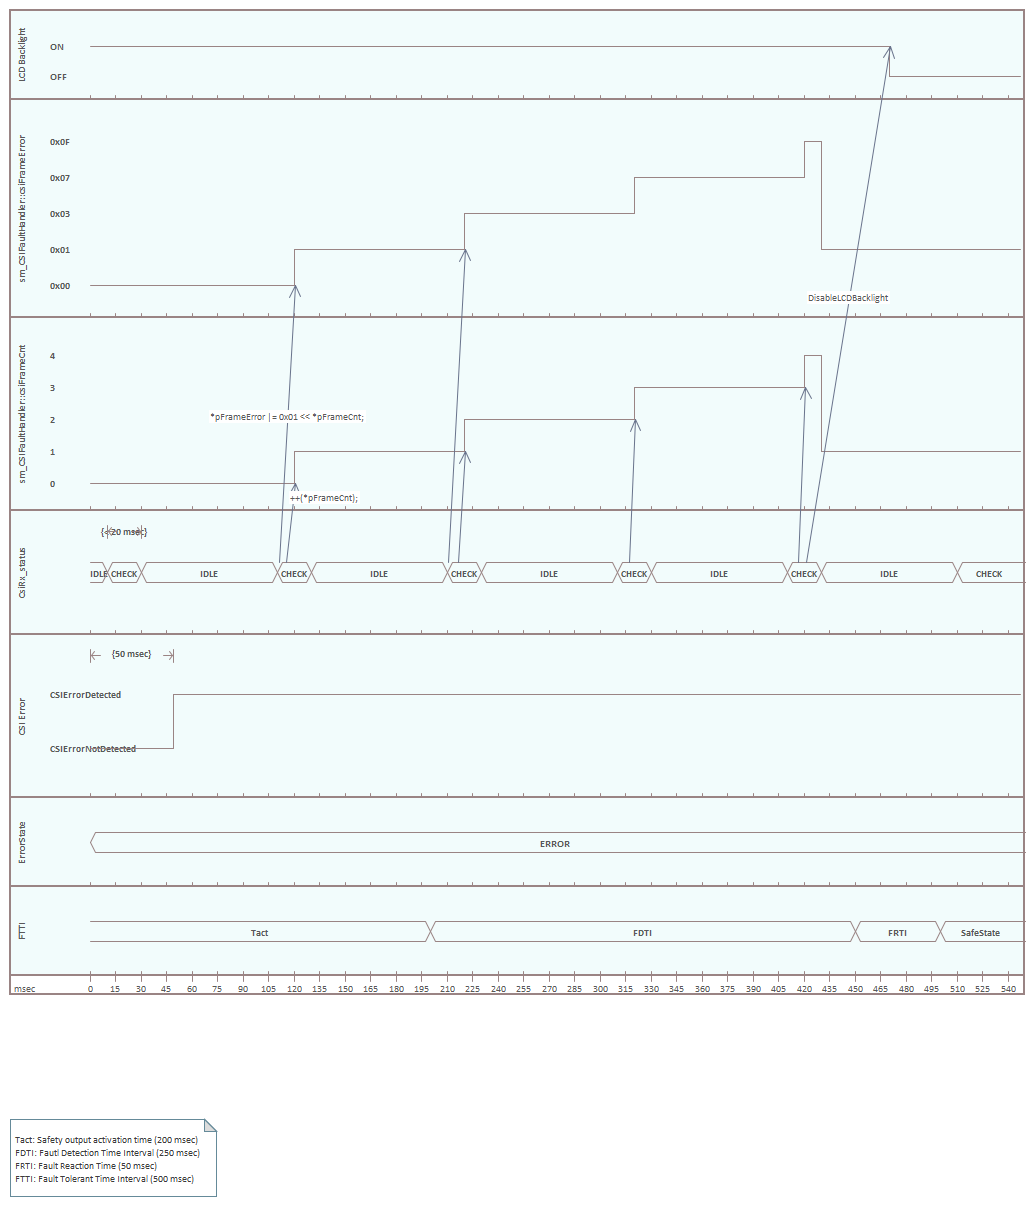 LCD Backlight
ON
OFF
sm_CSIFaultHandler::csiFrameError
0x0F
0x07
0x03
0x01
0x00
DisableLCDBacklight
sm_CSIFaultHandler::csiFrameCnt
4
3
2
1
0
*pFrameError |= 0x01 << *pFrameCnt;
++(*pFrameCnt);
CsiRx_status
{<20 msec}
IDLE CHECK IDLE CHECK IDLE CHECK IDLE CHECK IDLE CHECK IDLE CHECK
CSI Error
{50 msec}
CSIErrorDetected
CSIErrorNotDetected
ErrorState
ERROR
FTTI
Tact FDTI FRTI SafeState
msec 0 15 30 45 60 75 90 105 120 135 150 165 180 195 210 225 240 255 270 285 300 315 330 345 360 375 390 405 420 435 450 465 480 495 510 525 540
Tact: Safety output activation time (200 msec)
FDTI: Fautl Detection Time Interval (250 msec)
FRTI: Fault Reaction Time (50 msec)
FTTI: Fault Tolerant Time Interval (500 msec)